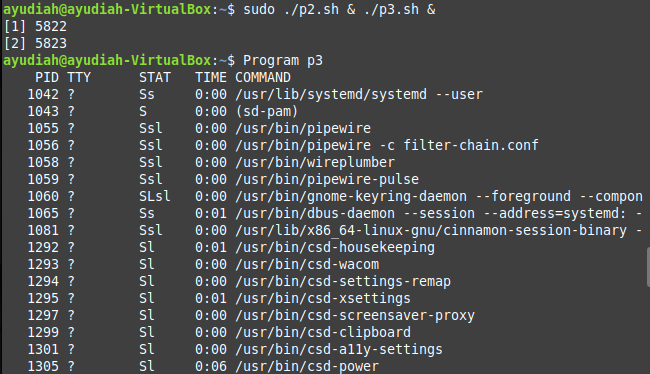 ayudiah@ayudiah-VirtualBox:~$ sudo ./p2.sh & ./p3.sh &
[1] 5822
[2] 5823
ayudiah@ayudiah-VirtualBox:~$ Program p3
    PID TTY      STAT   TIME COMMAND
   1042 ?        Ss     0:00 /usr/lib/systemd/systemd --user
   1043 ?        S      0:00 (sd-pam)
   1055 ?        Ssl    0:00 /usr/bin/pipewire
   1056 ?        Ssl    0:00 /usr/bin/pipewire -c filter-chain.conf
   1058 ?        Ssl    0:00 /usr/bin/wireplumber
   1059 ?        Ssl    0:00 /usr/bin/pipewire-pulse
   1060 ?        SLsl   0:00 /usr/bin/gnome-keyring-daemon --foreground --compon
   1065 ?        Ss     0:01 /usr/bin/dbus-daemon --session --address=systemd: -
   1081 ?        Ssl    0:00 /usr/lib/x86_64-linux-gnu/cinnamon-session-binary -
   1292 ?        Sl     0:01 /usr/bin/csd-housekeeping
   1293 ?        Sl     0:00 /usr/bin/csd-wacom
   1294 ?        Sl     0:00 /usr/bin/csd-settings-remap
   1295 ?        Sl     0:01 /usr/bin/csd-xsettings
   1297 ?        Sl     0:00 /usr/bin/csd-screensaver-proxy
   1299 ?        Sl     0:00 /usr/bin/csd-clipboard
   1301 ?        Sl     0:00 /usr/bin/csd-a11y-settings
   1305 ?        Sl     0:06 /usr/bin/csd-power